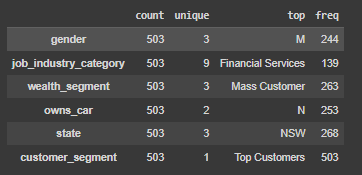 count unique top freq
gender 503 3 M 244
job_industry_category 503 9 Financial Services 139
wealth_segment 503 3 Mass Customer 263
owns_car 503 2 N 253
state 503 3 NSW 268
customer_segment 503 1 Top Customers 503